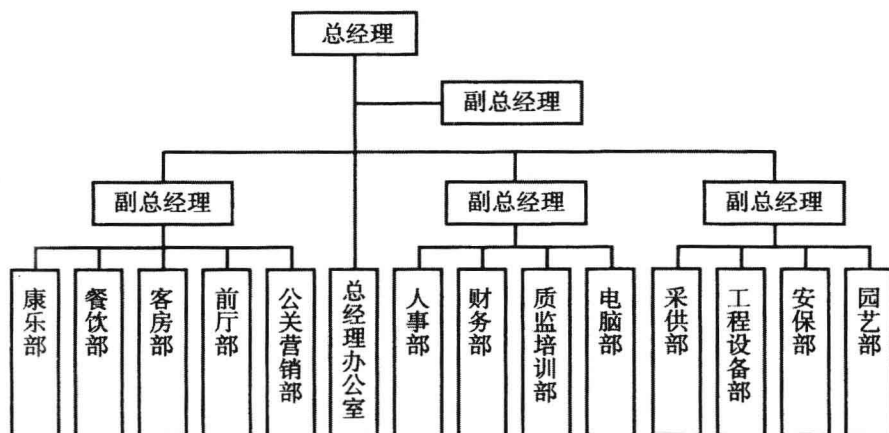 总经理
副总经理
副总经理
副总经理
副总经理
康乐部
餐饮部
客房部
前厅部
公关营销部
总经理办公室
人事部
财务部
质监培训部
电脑部
采供部
工程设备部
安保部
园艺部